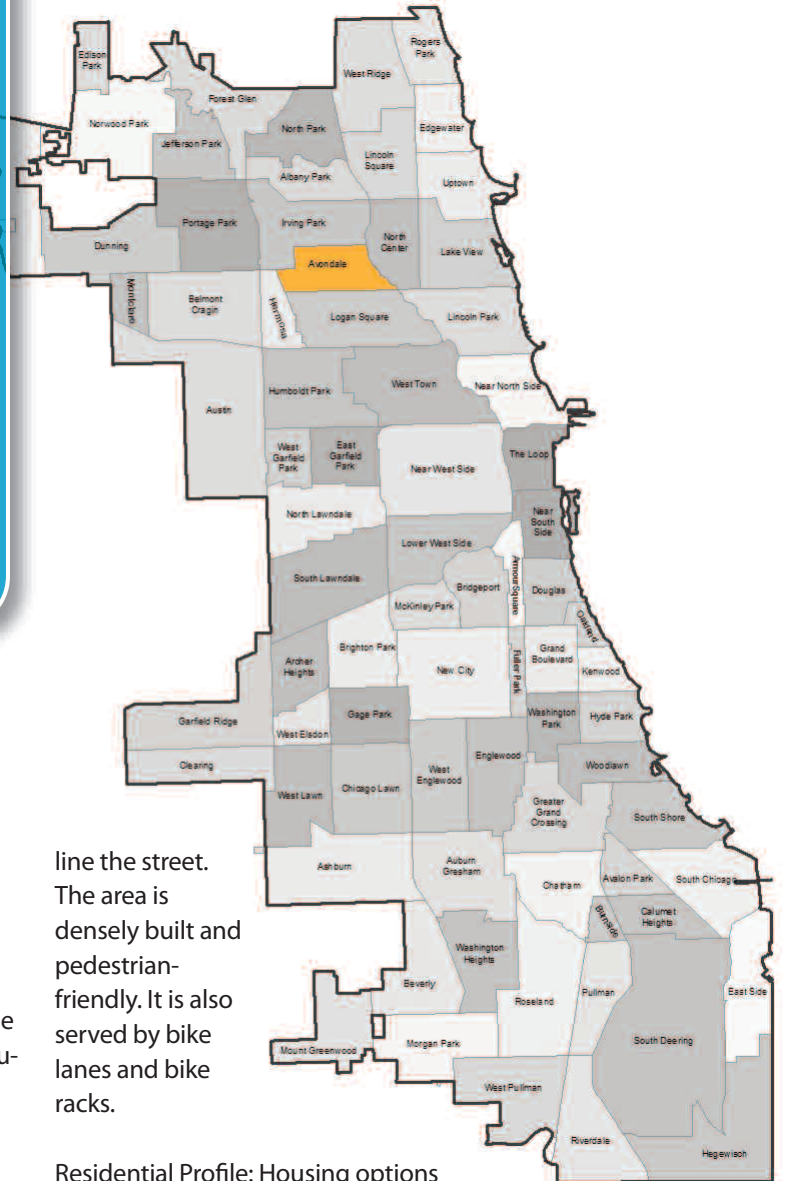 Edison
Park
Rogers
Park
West Ridge
Forest Glen
Norwood Park
North Park
Edgewater
Jefferson Park
Lincoln
Square
Albany Park
Uptown
Portage Park
Irving Park
North
Center
Dunning
Lake View
Avondale
Montclare
Belmont
Cragin
Hermosa
Logan Square
Lincoln Park
Humboldt Park
West Town
Near North Side
Austin
West
Garfield
Park
East
Garfield
Park
Near West Side
The Loop
North Lawndale
Near
South
Side
Lower West Side
South Lawndale
Bridgeport
Armour Square
Douglas
McKinley Park
Oakland
Brighton Park
Archer
Heights
New City
Fuller Park
Grand
Boulevard
Kenwood
Garfield Ridge
West Elsdon
Gage Park
Washington
Park
Hyde Park
Clearing
West
Englewood
Englewood
Woodlawn
West Lawn
Chicago Lawn
Greater
Grand
Crossing
South Shore
Ashburn
Auburn
Gresham
Chatham
Avalon Park
South Chicago
Burnside
Calumet
Heights
Washington
Heights
Beverly
Roseland
Pullman
East Side
South Deering
Mount Greenwood
Morgan Park
West Pullman
Riverdale
Hegewisch
line the street.
The area is
densely built and
pedestrian-
friendly. It is also
served by bike
lanes and bike
racks.
Residential Profile: Housing options
e
u-